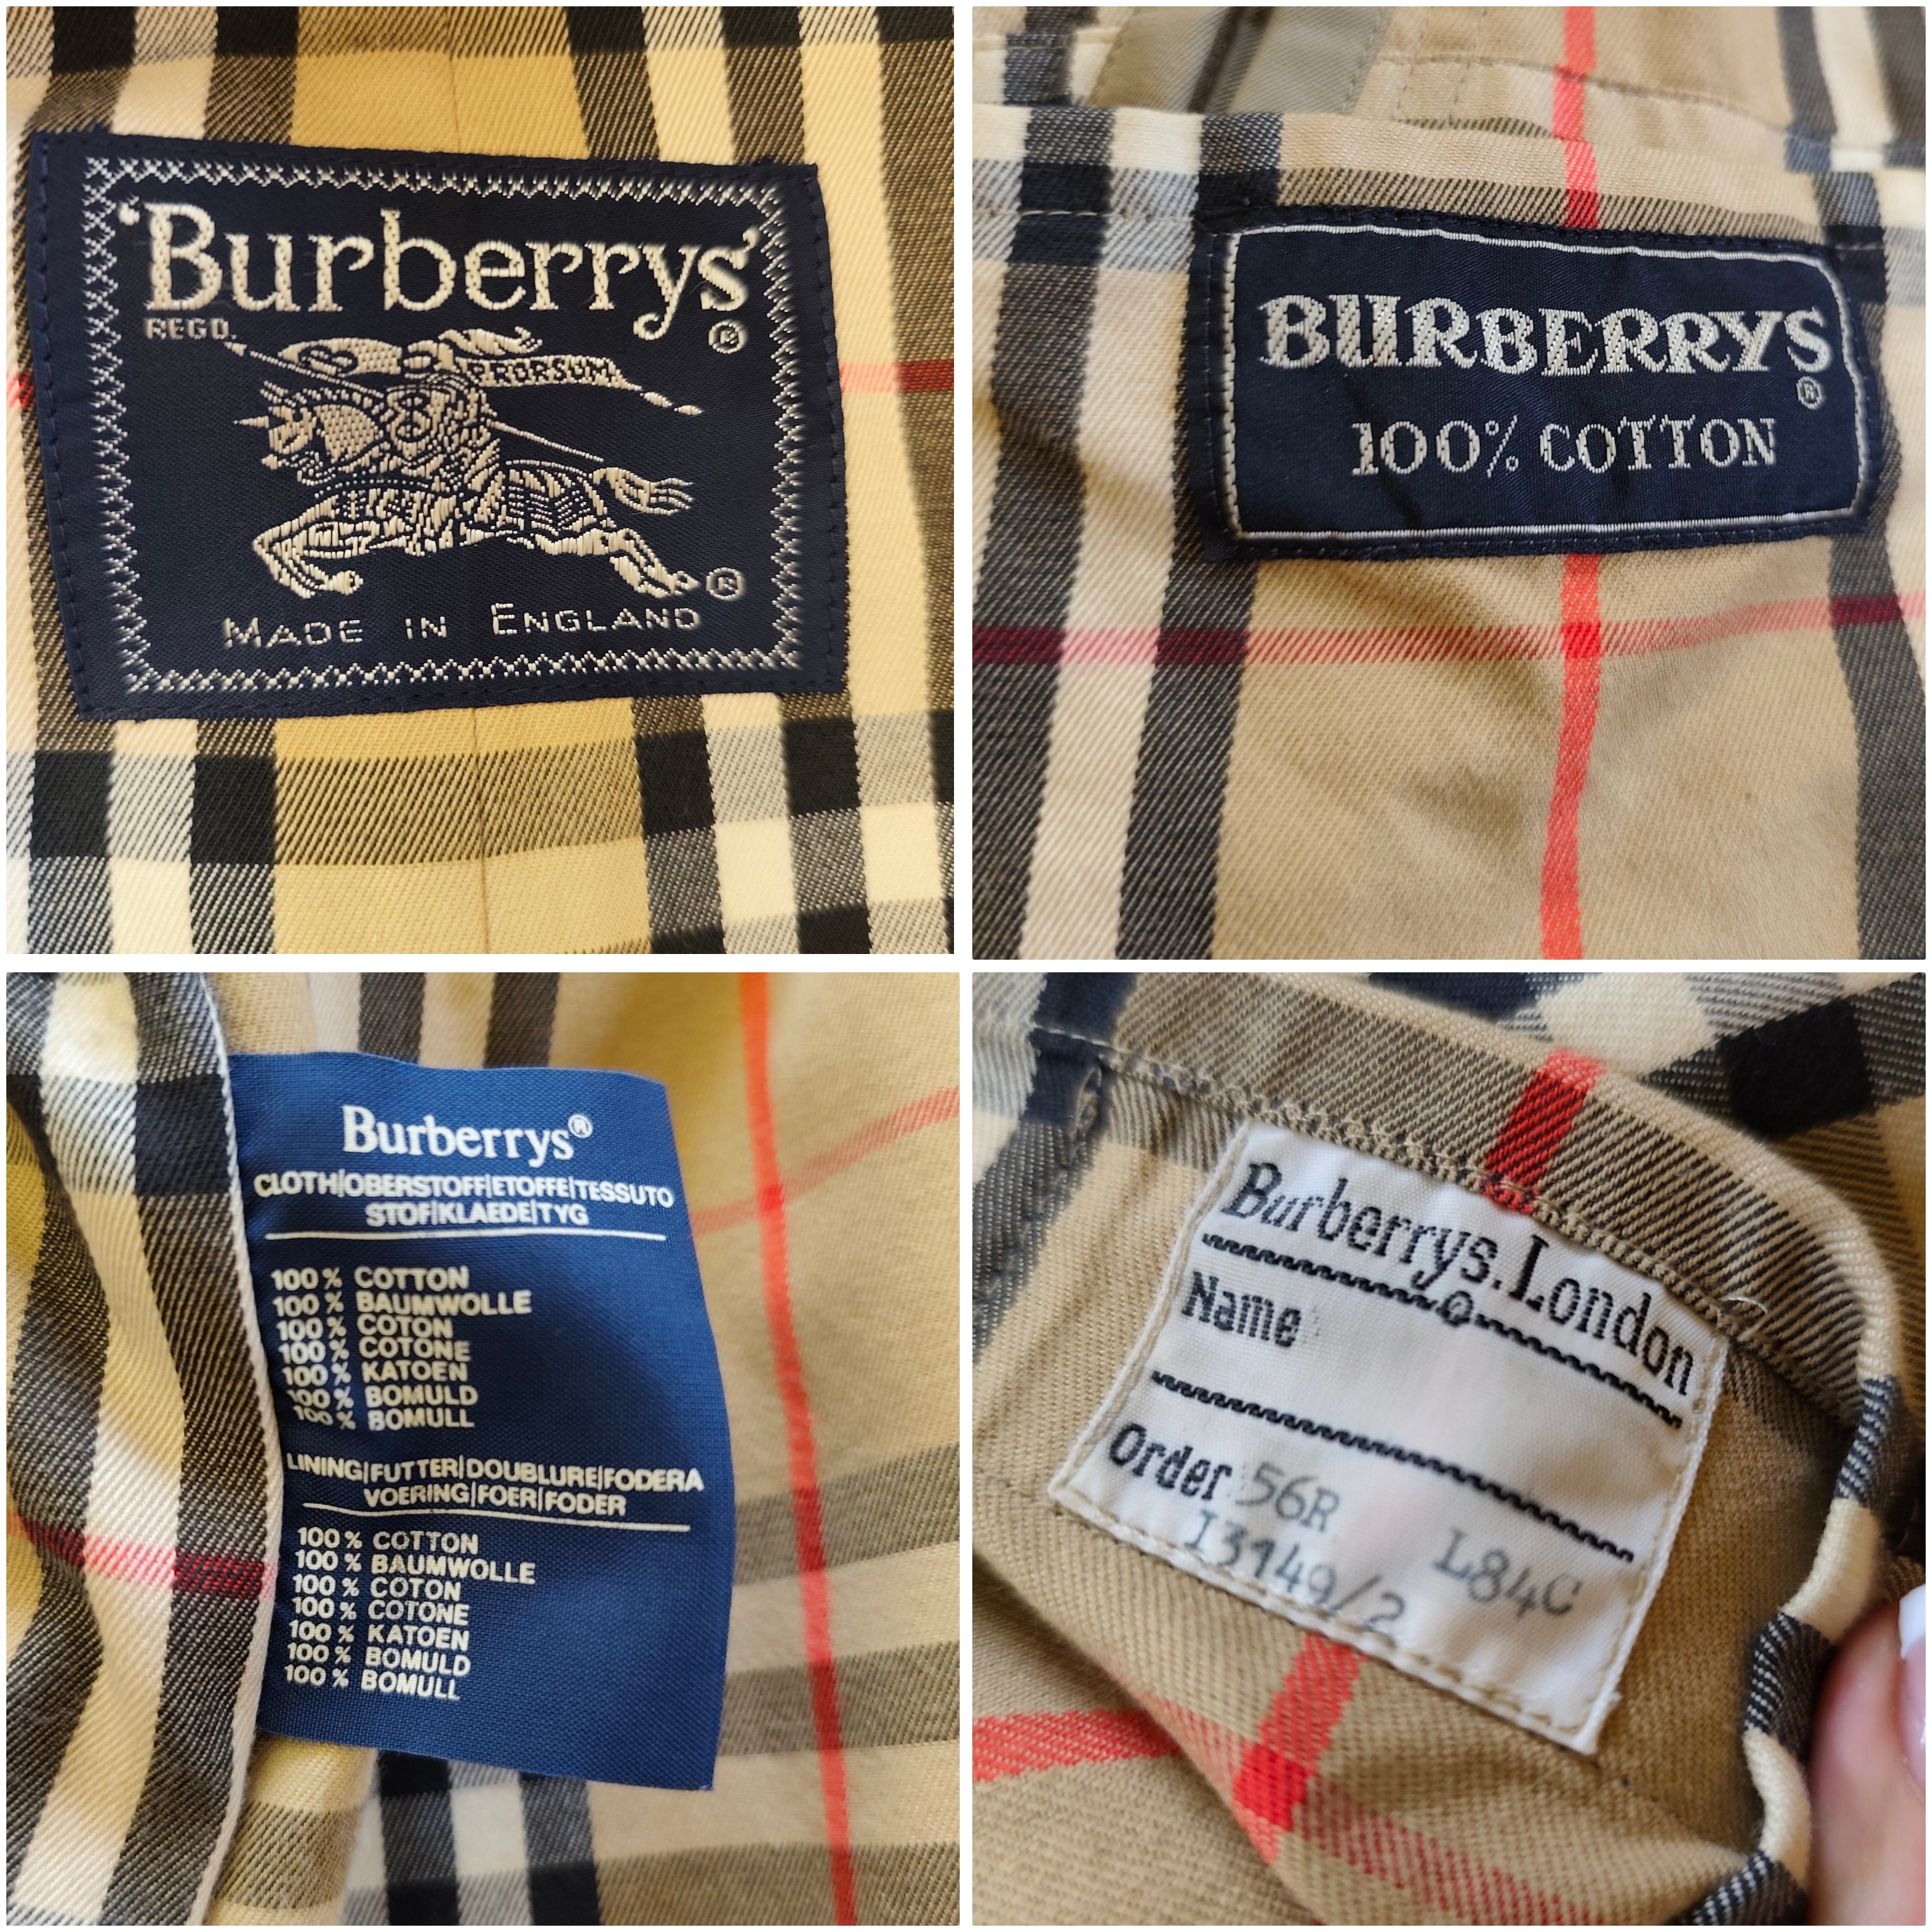 'Burberrys'
REGD.
®
PRORSUM
®
MADE IN ENGLAND
BURBERRYS
®
100% COTTON
Burberrys®
CLOTH|OBERSTOFF|ETOFFE|TESSUTO
STOF|KLAEDE|TYG
100% COTTON
100% BAUMWOLLE
100% COTON
100% COTONE
100% KATOEN
100% BOMULD
100% BOMULL
LINING|FUTTER|DOUBLURE|FODERA
VOERING|FOER|FODER
100% COTTON
100% BAUMWOLLE
100% COTON
100% COTONE
100% KATOEN
100% BOMULD
100% BOMULL
Burberrys. London
®
Name
Order 56R L84C
I3149/2